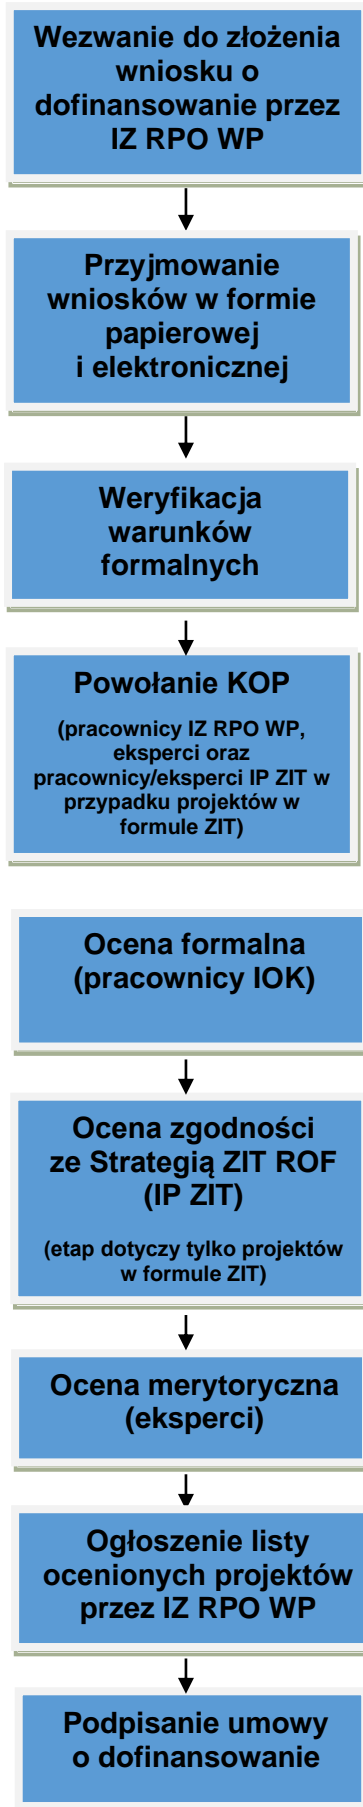 Wezwanie do złożenia
wniosku o
dofinansowanie przez
IZ RPO WP
Przyjmowanie
wniosków w formie
papierowej
i elektronicznej
Weryfikacja
warunków
formalnych
Powołanie KOP
(pracownicy IZ RPO WP,
eksperci oraz
pracownicy/eksperci IP ZIT w
przypadku projektów w
formule ZIT)
Ocena formalna
(pracownicy IOK)
Ocena zgodności
ze Strategią ZIT ROF
(IP ZIT)
(etap dotyczy tylko projektów
w formule ZIT)
Ocena merytoryczna
(eksperci)
Ogłoszenie listy
ocenionych projektów
przez IZ RPO WP
Podpisanie umowy
o dofinansowanie